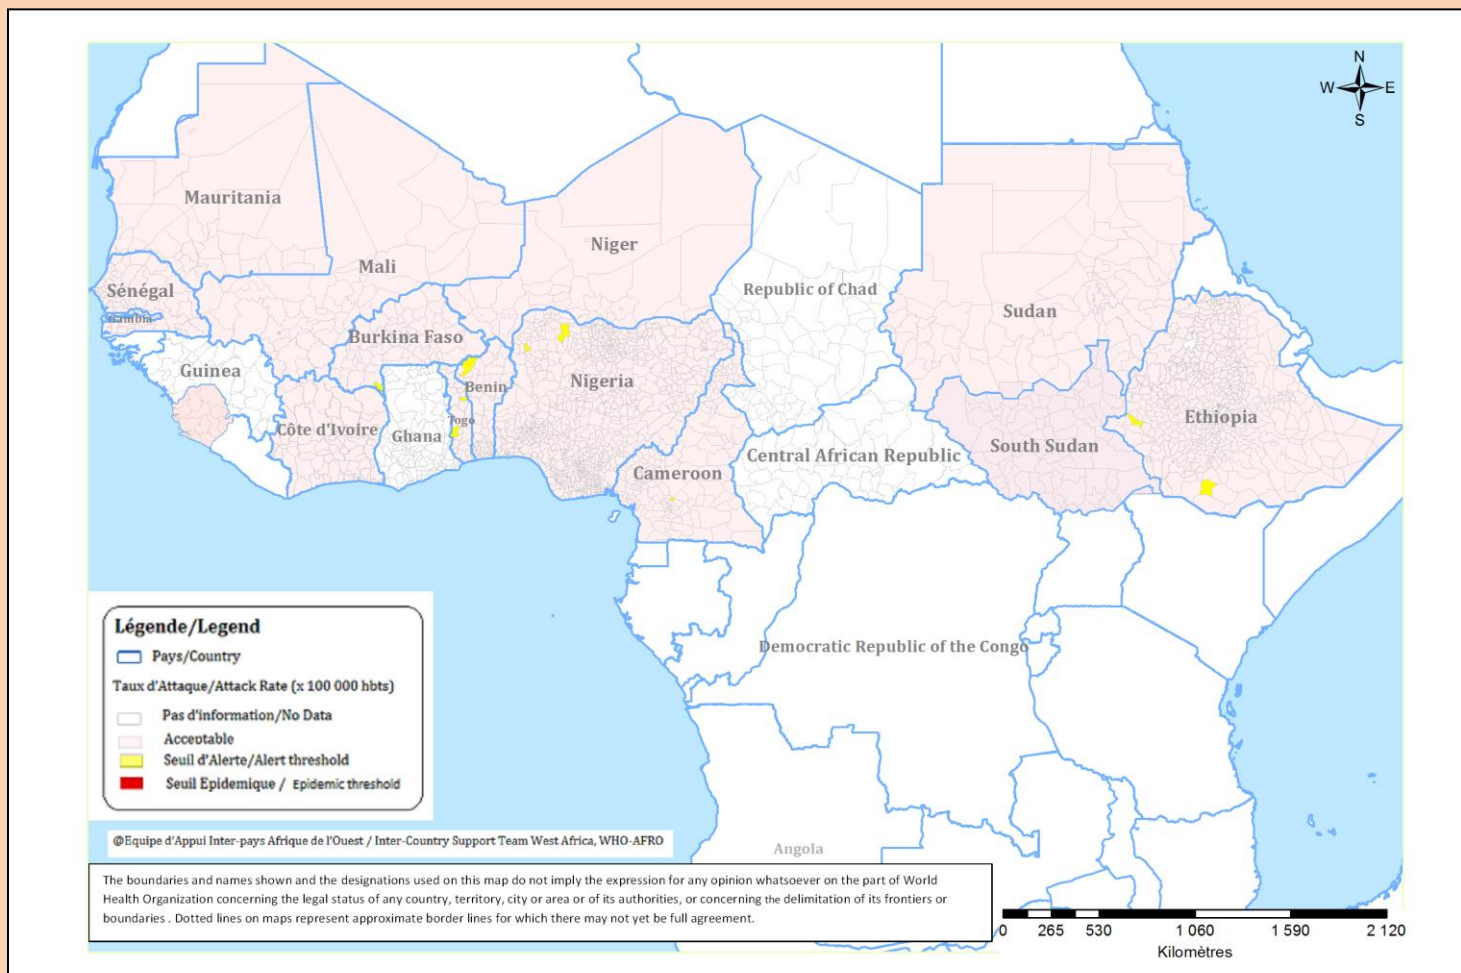 N
W E
S
Mauritania
Mali
Niger
Republic of Chad
Sudan
Sénégal
Gambia
Burkina Faso
Guinea
Benin
Nigeria
Togo
Côte d'Ivoire
Ghana
Ethiopia
South Sudan
Central African Republic
Cameroon
Democratic Republic of the Congo
Angola
Légende/Legend
Pays/Country
Taux d'Attaque/Attack Rate (x 100 000 hbts)
Pas d'information/No Data
Acceptable
Seuil d'Alerte/Alert threshold
Seuil Epidemique / Epidemic threshold
@Equipe d'Appui Inter-pays Afrique de l'Ouest / Inter-Country Support Team West Africa, WHO-AFRO
The boundaries and names shown and the designations used on this map do not imply the expression for any opinion whatsoever on the part of World
Health Organization concerning the legal status of any country, territory, city or area or of its authorities, or concerning the delimitation of its frontiers or
boundaries . Dotted lines on maps represent approximate border lines for which there may not yet be full agreement.
0 265 530 1 060 1 590 2 120
Kilomètres